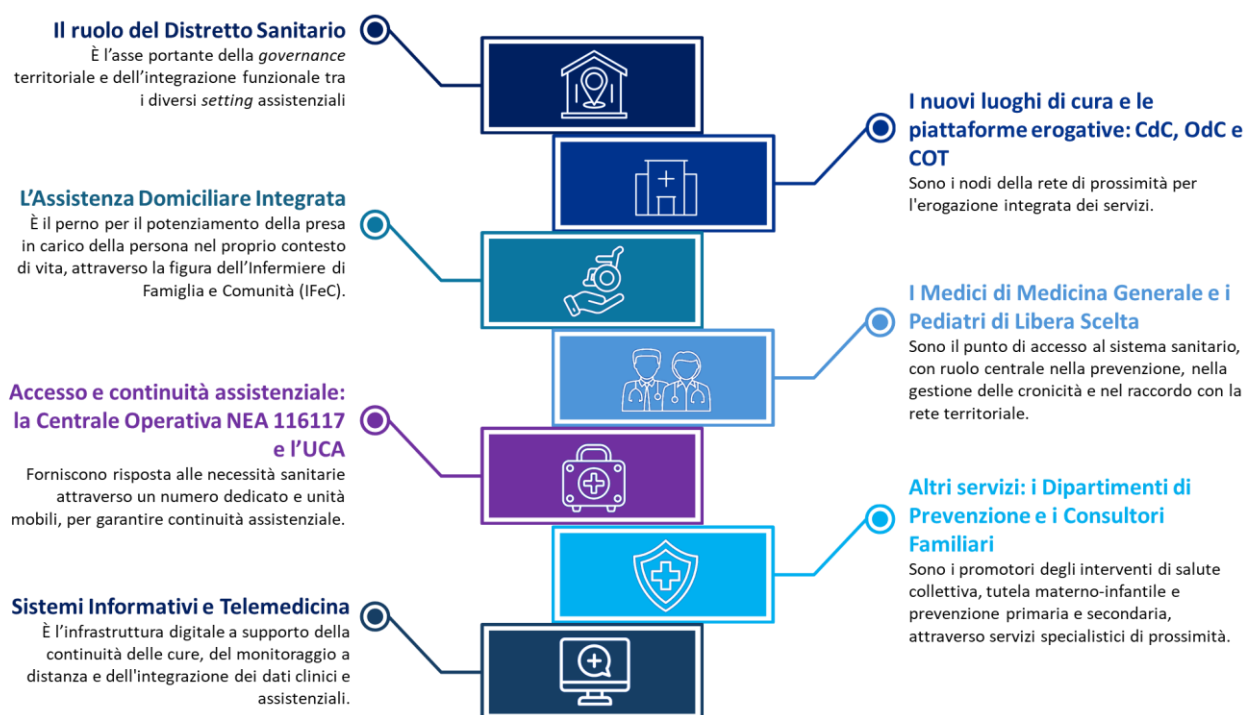 Il ruolo del Distretto Sanitario
È l’asse portante della governance
territoriale e dell’integrazione funzionale tra
i diversi setting assistenziali
I nuovi luoghi di cura e le
piattaforme erogative: CdC, OdC e
COT
Sono i nodi della rete di prossimità per
l'erogazione integrata dei servizi.
L’Assistenza Domiciliare Integrata
È il perno per il potenziamento della presa
in carico della persona nel proprio contesto
di vita, attraverso la figura dell’Infermiere di
Famiglia e Comunità (IFeC).
I Medici di Medicina Generale e i
Pediatri di Libera Scelta
Sono il punto di accesso al sistema sanitario,
con ruolo centrale nella prevenzione, nella
gestione delle cronicità e nel raccordo con la
rete territoriale.
Accesso e continuità assistenziale:
la Centrale Operativa NEA 116117
e l’UCA
Forniscono risposta alle necessità sanitarie
attraverso un numero dedicato e unità
mobili, per garantire continuità assistenziale.
Altri servizi: i Dipartimenti di
Prevenzione e i Consultori
Familiari
Sono i promotori degli interventi di salute
collettiva, tutela materno-infantile e
prevenzione primaria e secondaria,
attraverso servizi specialistici di prossimità.
Sistemi Informativi e Telemedicina
È l’infrastruttura digitale a supporto della
continuità delle cure, del monitoraggio a
distanza e dell'integrazione dei dati clinici e
assistenziali.